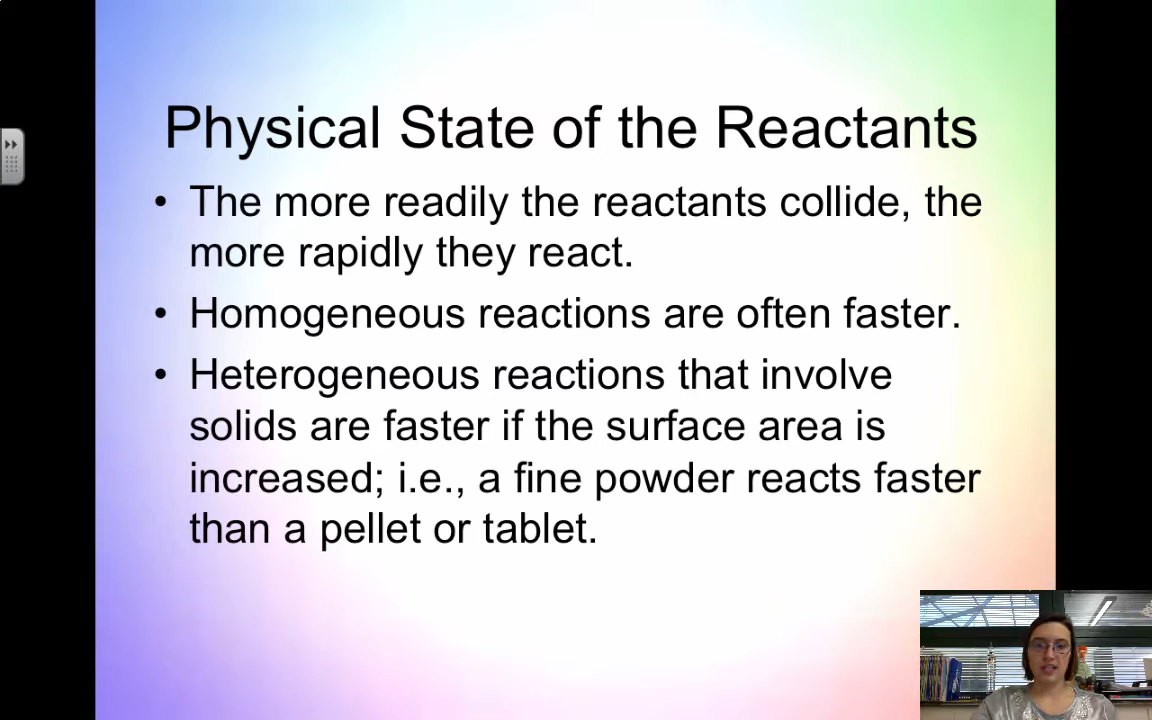 Physical State of the Reactants
• The more readily the reactants collide, the
more rapidly they react.
• Homogeneous reactions are often faster.
• Heterogeneous reactions that involve
solids are faster if the surface area is
increased; i.e., a fine powder reacts faster
than a pellet or tablet.